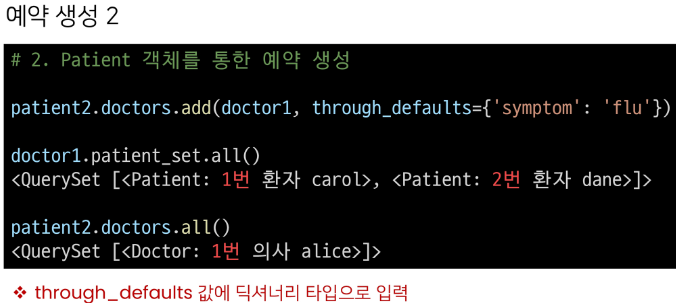 예약 생성 2
# 2. Patient 객체를 통한 예약 생성
patient2.doctors.add(doctor1, through_defaults={'symptom': 'flu'})
doctor1.patient_set.all()
<QuerySet [<Patient: 1번 환자 carol>, <Patient: 2번 환자 dane>]>
patient2.doctors.all()
<QuerySet [<Doctor: 1번 의사 alice>]>
❖ through_defaults 값에 딕셔너리 타입으로 입력